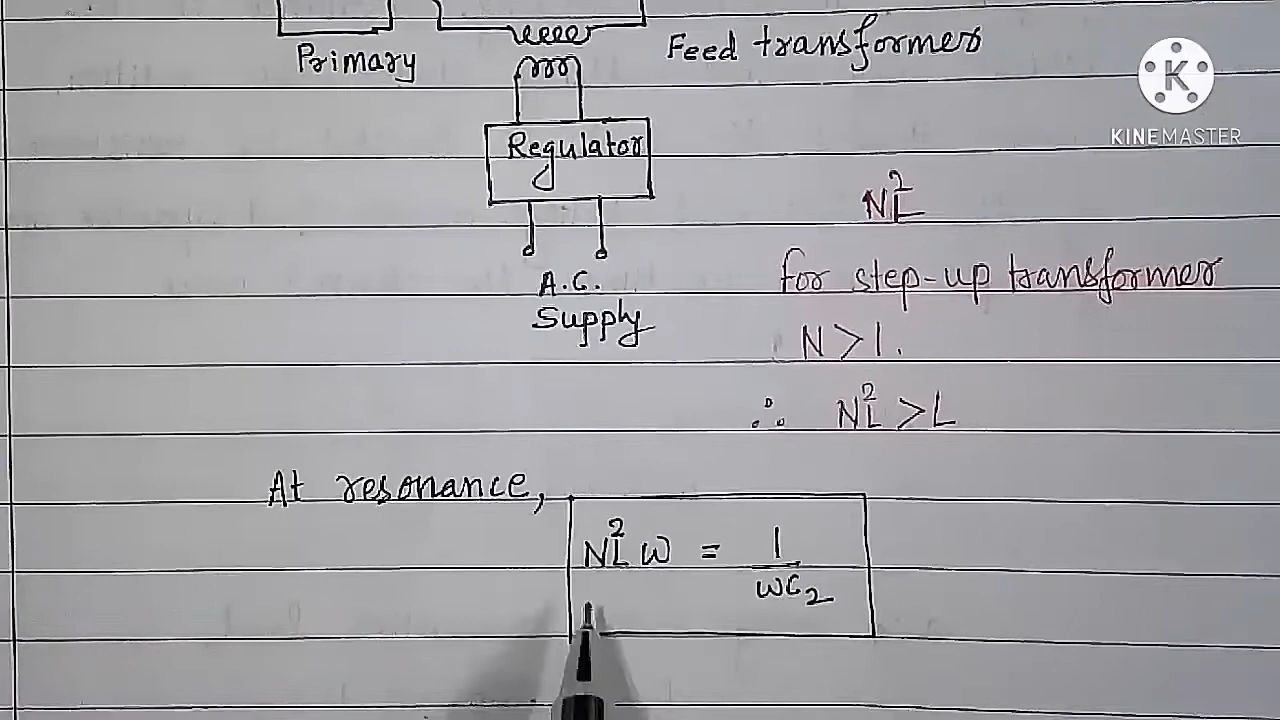 Primary
Feed transformer
K
KINEMASTER
Regulator
N²L
A.C.
Supply
for step-up transformer
N > 1.
∴ N²L > L
At resonance,
N²Lω = 1/ωC₂